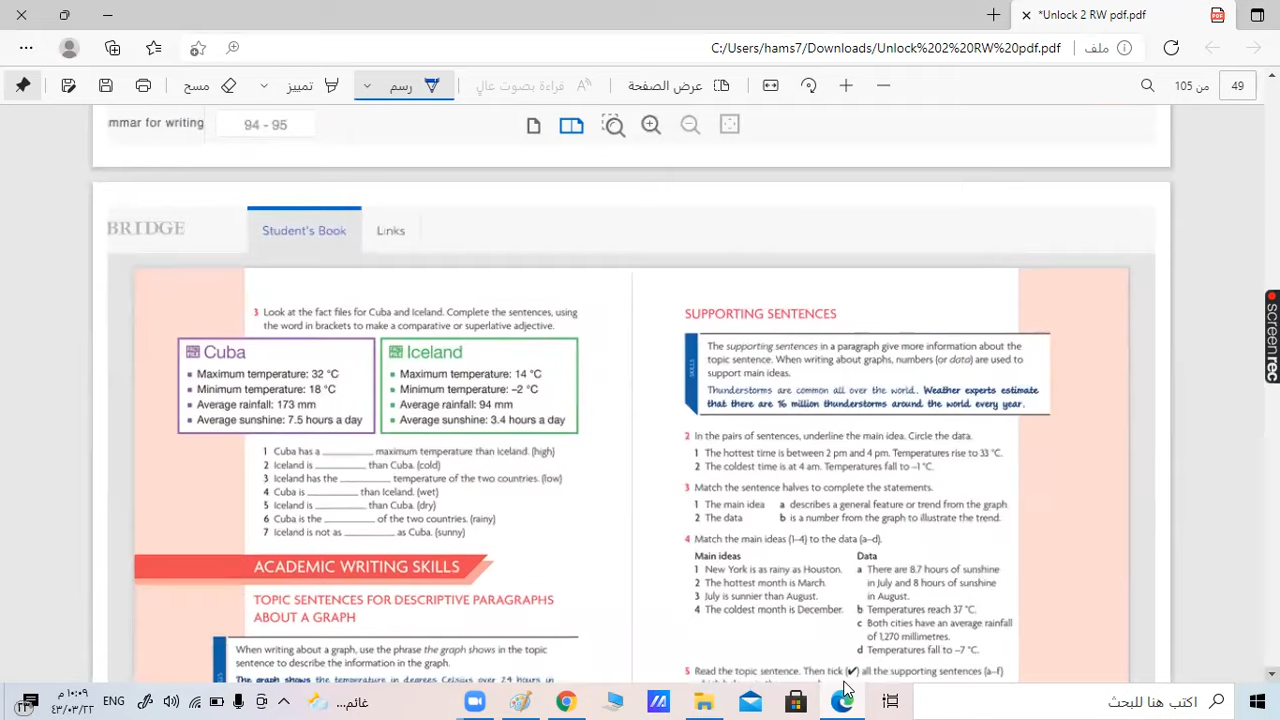 *Unlock 2 RW pdf.pdf
C:/Users/hams7/Downloads/Unlock%202%20RW%20pdf.pdf
ملف
مسح
تمييز
رسم
قراءة بصوت عالٍ
عرض الصفحة
من 105
49
mmar for writing
94 - 95
BRIDGE
Student's Book
Links
3 Look at the fact files for Cuba and Iceland. Complete the sentences, using
the word in brackets to make a comparative or superlative adjective.
Cuba
Maximum temperature: 32 °C
Minimum temperature: 18 °C
Average rainfall: 173 mm
Average sunshine: 7.5 hours a day
Iceland
Maximum temperature: 14 °C
Minimum temperature: –2 °C
Average rainfall: 94 mm
Average sunshine: 3.4 hours a day
1 Cuba has a ________ maximum temperature than Iceland. (high)
2 Iceland is ________ than Cuba. (cold)
3 Iceland has the ________ temperature of the two countries. (low)
4 Cuba is ________ than Iceland. (wet)
5 Iceland is ________ than Cuba. (dry)
6 Cuba is the ________ of the two countries. (rainy)
7 Iceland is not as ________ as Cuba. (sunny)
ACADEMIC WRITING SKILLS
TOPIC SENTENCES FOR DESCRIPTIVE PARAGRAPHS
ABOUT A GRAPH
When writing about a graph, use the phrase the graph shows in the topic
sentence to describe the information in the graph.
The graph shows the temperature in degrees Celsius over 24 hours in
SUPPORTING SENTENCES
SKILLS
The supporting sentences in a paragraph give more information about the
topic sentence. When writing about graphs, numbers (or data) are used to
support main ideas.
Thunderstorms are common all over the world. Weather experts estimate
that there are 16 million thunderstorms around the world every year.
2 In the pairs of sentences, underline the main idea. Circle the data.
1 The hottest time is between 2 pm and 4 pm. Temperatures rise to 33 °C.
2 The coldest time is at 4 am. Temperatures fall to –1 °C.
3 Match the sentence halves to complete the statements.
1 The main idea a describes a general feature or trend from the graph.
2 The data b is a number from the graph to illustrate the trend.
4 Match the main ideas (1–4) to the data (a–d).
Main ideas
1 New York is as rainy as Houston.
2 The hottest month is March.
3 July is sunnier than August.
4 The coldest month is December.
Data
a There are 8.7 hours of sunshine
in July and 8 hours of sunshine
in August.
b Temperatures reach 37 °C.
c Both cities have an average rainfall
of 1,270 millimetres.
d Temperatures fall to –7 °C.
5 Read the topic sentence. Then tick (✔) all the supporting sentences (a–f)
screenrec
ENG
غائم...
اكتب هنا للبحث